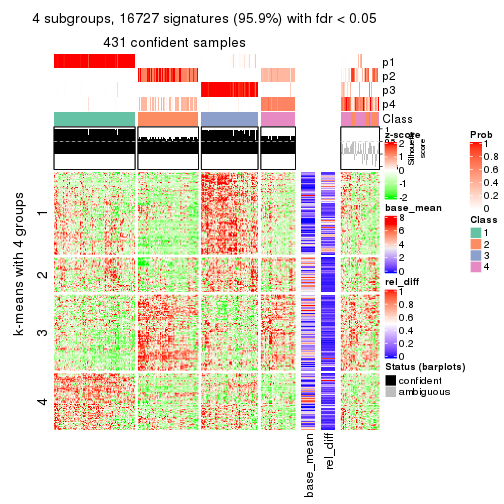 4 subgroups, 16727 signatures (95.9%) with fdr < 0.05
431 confident samples
p1
p2
p3
p4
Class
z-score
2
1
0
-1
-2
Silhouette
score
1
Prob
1
0.8
0.6
0.4
0.2
0
base_mean
8
6
4
2
0
Class
1
2
3
4
rel_diff
1
0.8
0.6
0.4
0.2
0
Status (barplots)
confident
ambiguous
k-means with 4 groups
1
2
3
4
base_mean
rel_diff